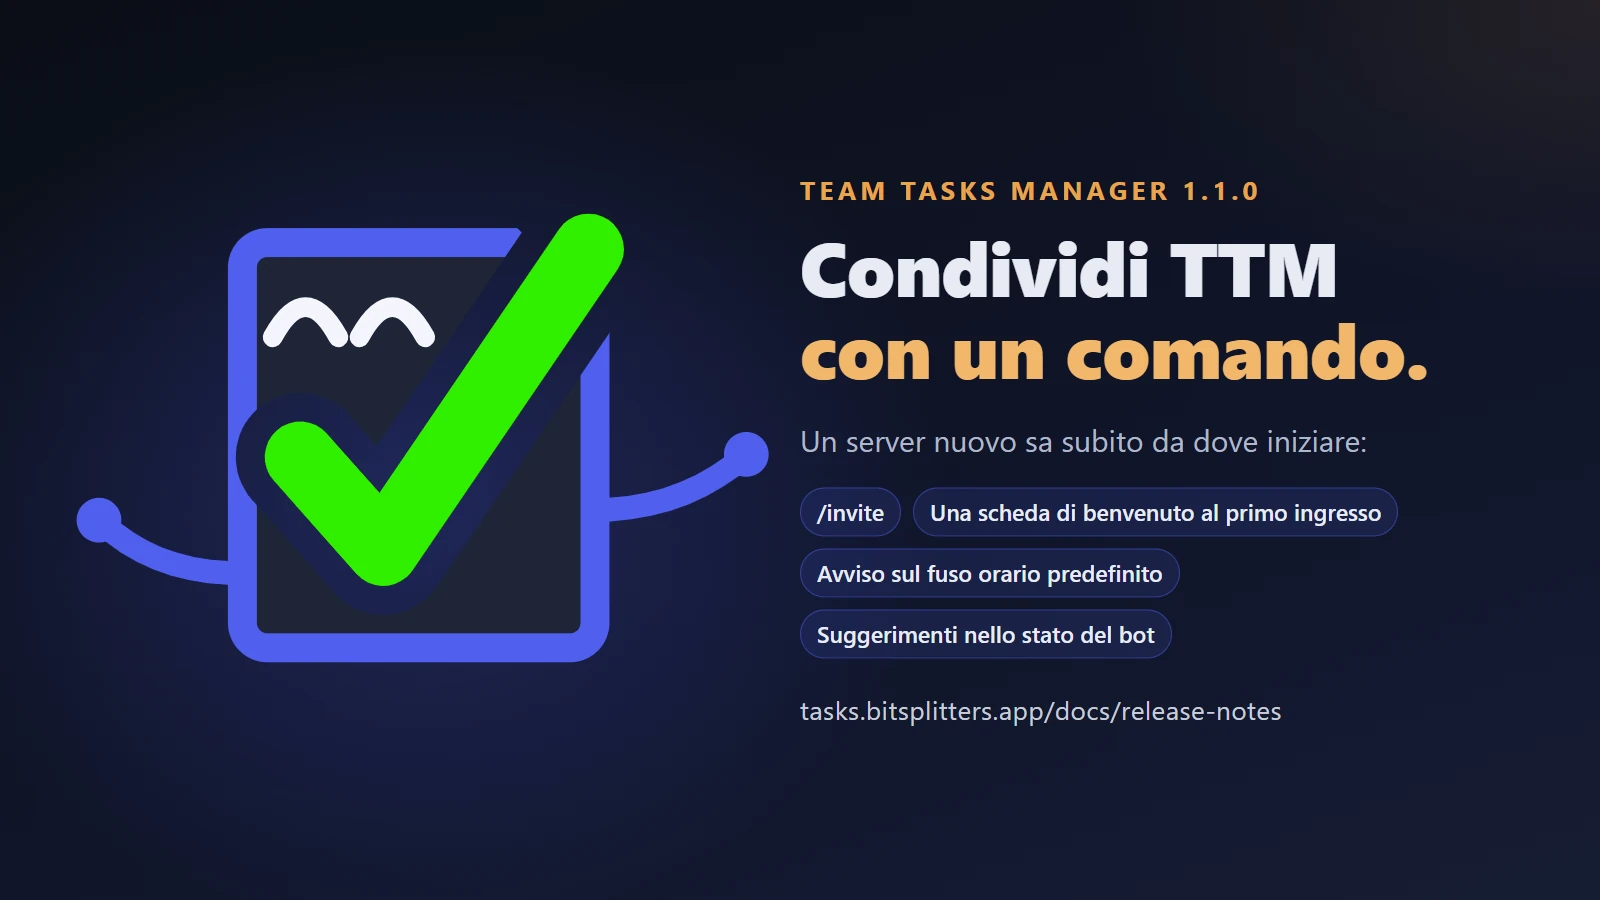 TEAM TASKS MANAGER 1.1.0
Condividi TTM
con un comando.
Un server nuovo sa subito da dove iniziare:
/invite
Una scheda di benvenuto al primo ingresso
Avviso sul fuso orario predefinito
Suggerimenti nello stato del bot
tasks.bitsplitters.app/docs/release-notes